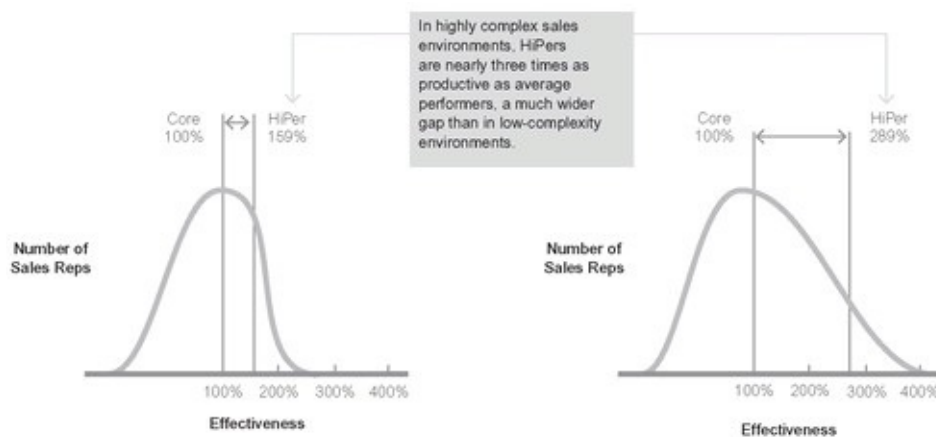 In highly complex sales
environments, HiPers
are nearly three times as
productive as average
performers, a much wider
gap than in low-complexity
environments.
Core
100%
HiPer
159%
Number of
Sales Reps
100%
200%
300%
400%
Effectiveness
Core
100%
HiPer
289%
Number of
Sales Reps
100%
200%
300%
400%
Effectiveness